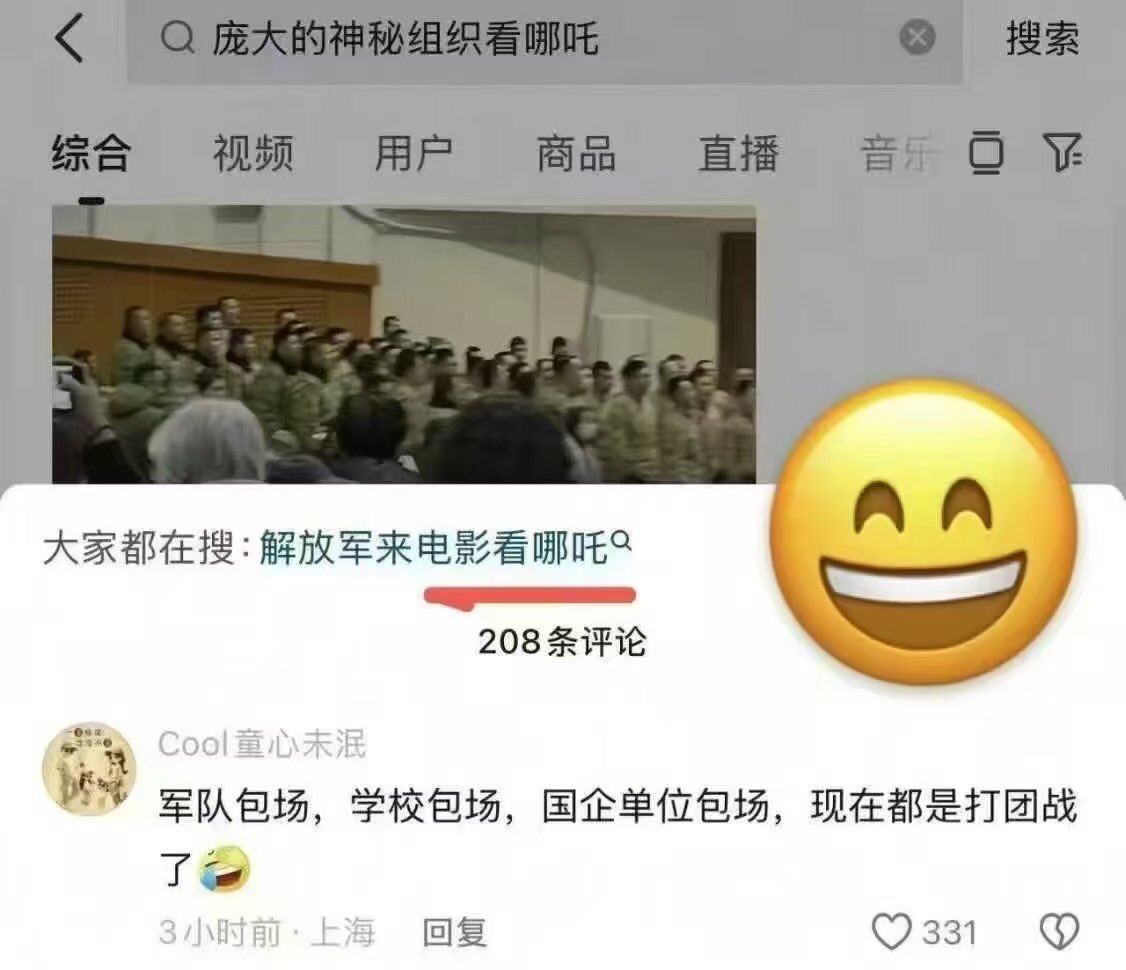 庞大的神秘组织看哪吒
搜索
综合 视频 用户 商品 直播 音乐
大家都在搜:解放军来电影看哪吒
208条评论
Cool童心未泯
军队包场，学校包场，国企单位包场，现在都是打团战
了
3小时前·上海 回复 331